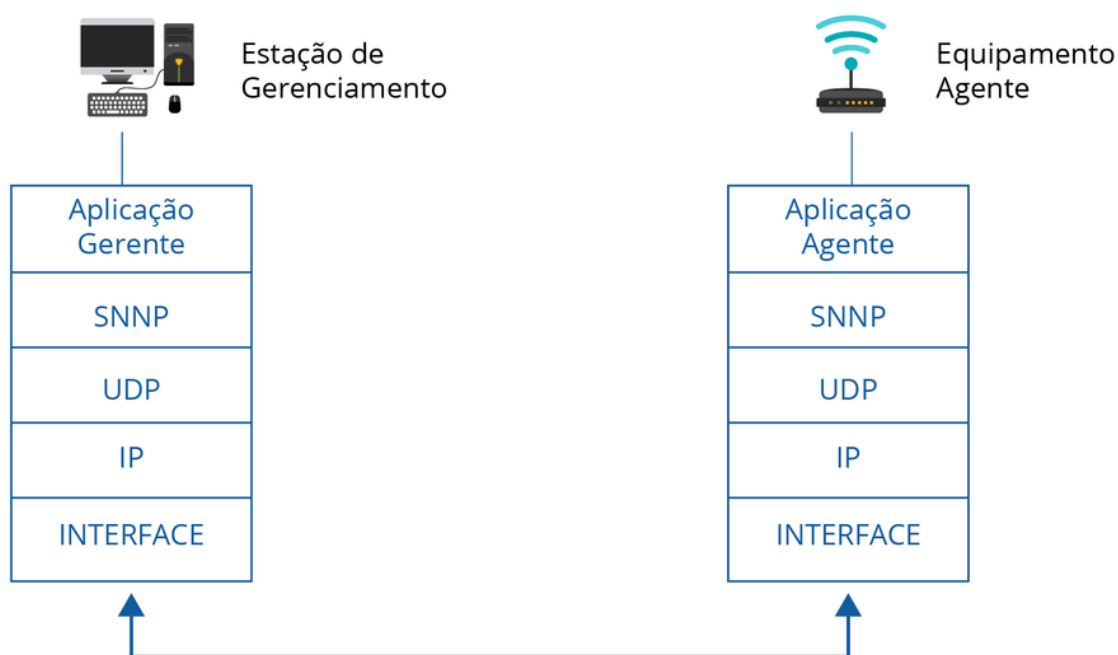 Estação de
Gerenciamento
Equipamento
Agente
Aplicação
Gerente
SNNP
UDP
IP
INTERFACE
Aplicação
Agente
SNNP
UDP
IP
INTERFACE